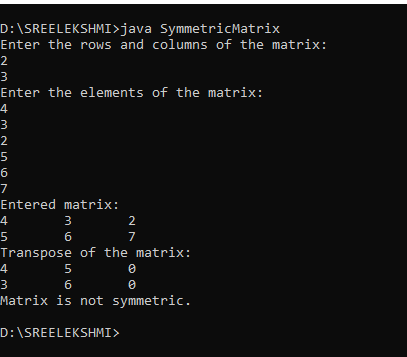 D:\SREELEKSHMI>java SymmetricMatrix
Enter the rows and columns of the matrix:
2
3
Enter the elements of the matrix:
4
3
2
5
6
7
Entered matrix:
4 3 2
5 6 7
Transpose of the matrix:
4 5 0
3 6 0
Matrix is not symmetric.
D:\SREELEKSHMI>